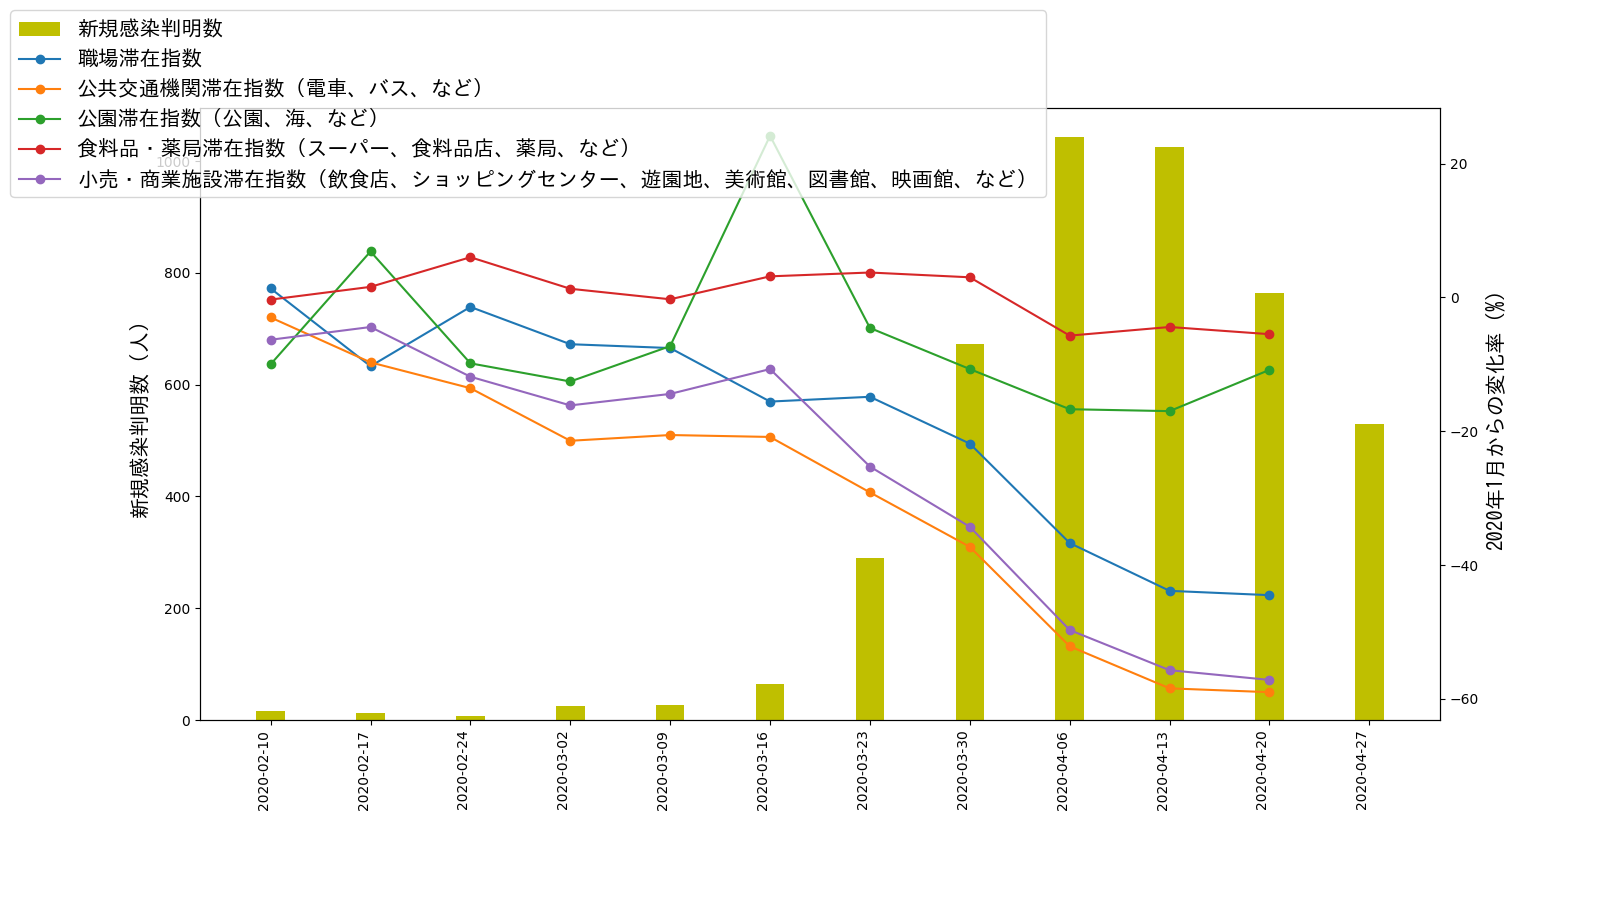 新規感染判明数
職場滞在指数
公共交通機関滞在指数（電車、バス、など）
公園滞在指数（公園、海、など）
食料品・薬局滞在指数（スーパー、食料品店、薬局、など）
小売・商業施設滞在指数（飲食店、ショッピングセンター、遊園地、美術館、図書館、映画館、など）
新規感染判明数（人）
1000
800
600
400
200
0
20
0
−20
−40
−60
2020年1月からの変化率（%）
2020-02-10
2020-02-17
2020-02-24
2020-03-02
2020-03-09
2020-03-16
2020-03-23
2020-03-30
2020-04-06
2020-04-13
2020-04-20
2020-04-27